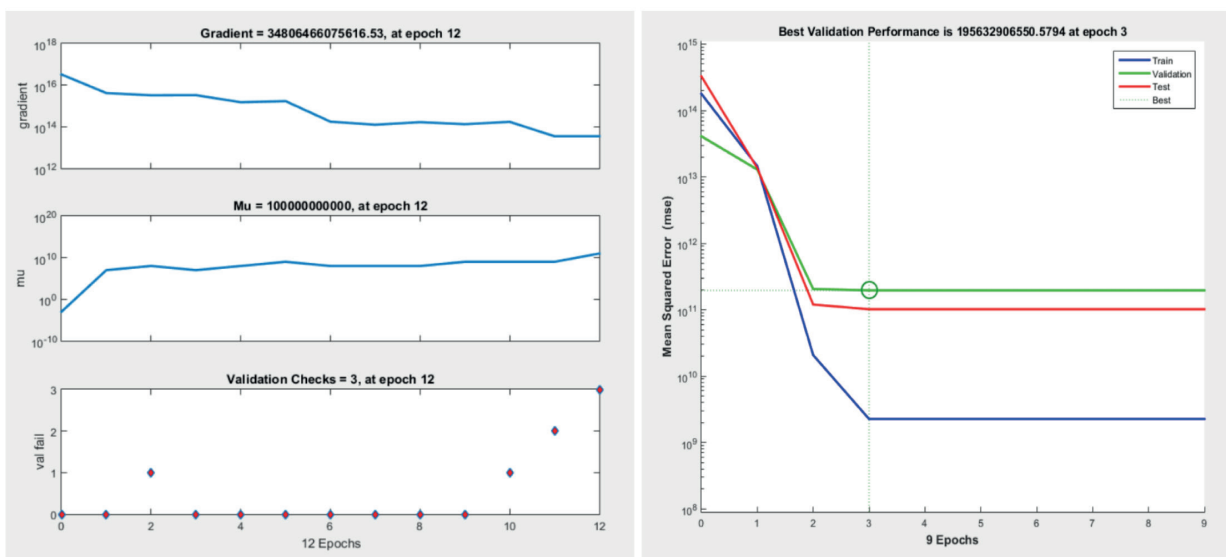 Gradient = 34806466075616.53, at epoch 12
10^18
10^16
10^14
10^12
gradient
Mu = 100000000000, at epoch 12
10^20
10^10
10^0
10^-10
mu
Validation Checks = 3, at epoch 12
3
2
1
0
val fail
0 2 4 6 8 10 12
12 Epochs
Best Validation Performance is 195632906550.5794 at epoch 3
10^15
10^14
10^13
10^12
10^11
10^10
10^9
10^8
Mean Squared Error (mse)
Train
Validation
Test
Best
0 1 2 3 4 5 6 7 8 9
9 Epochs